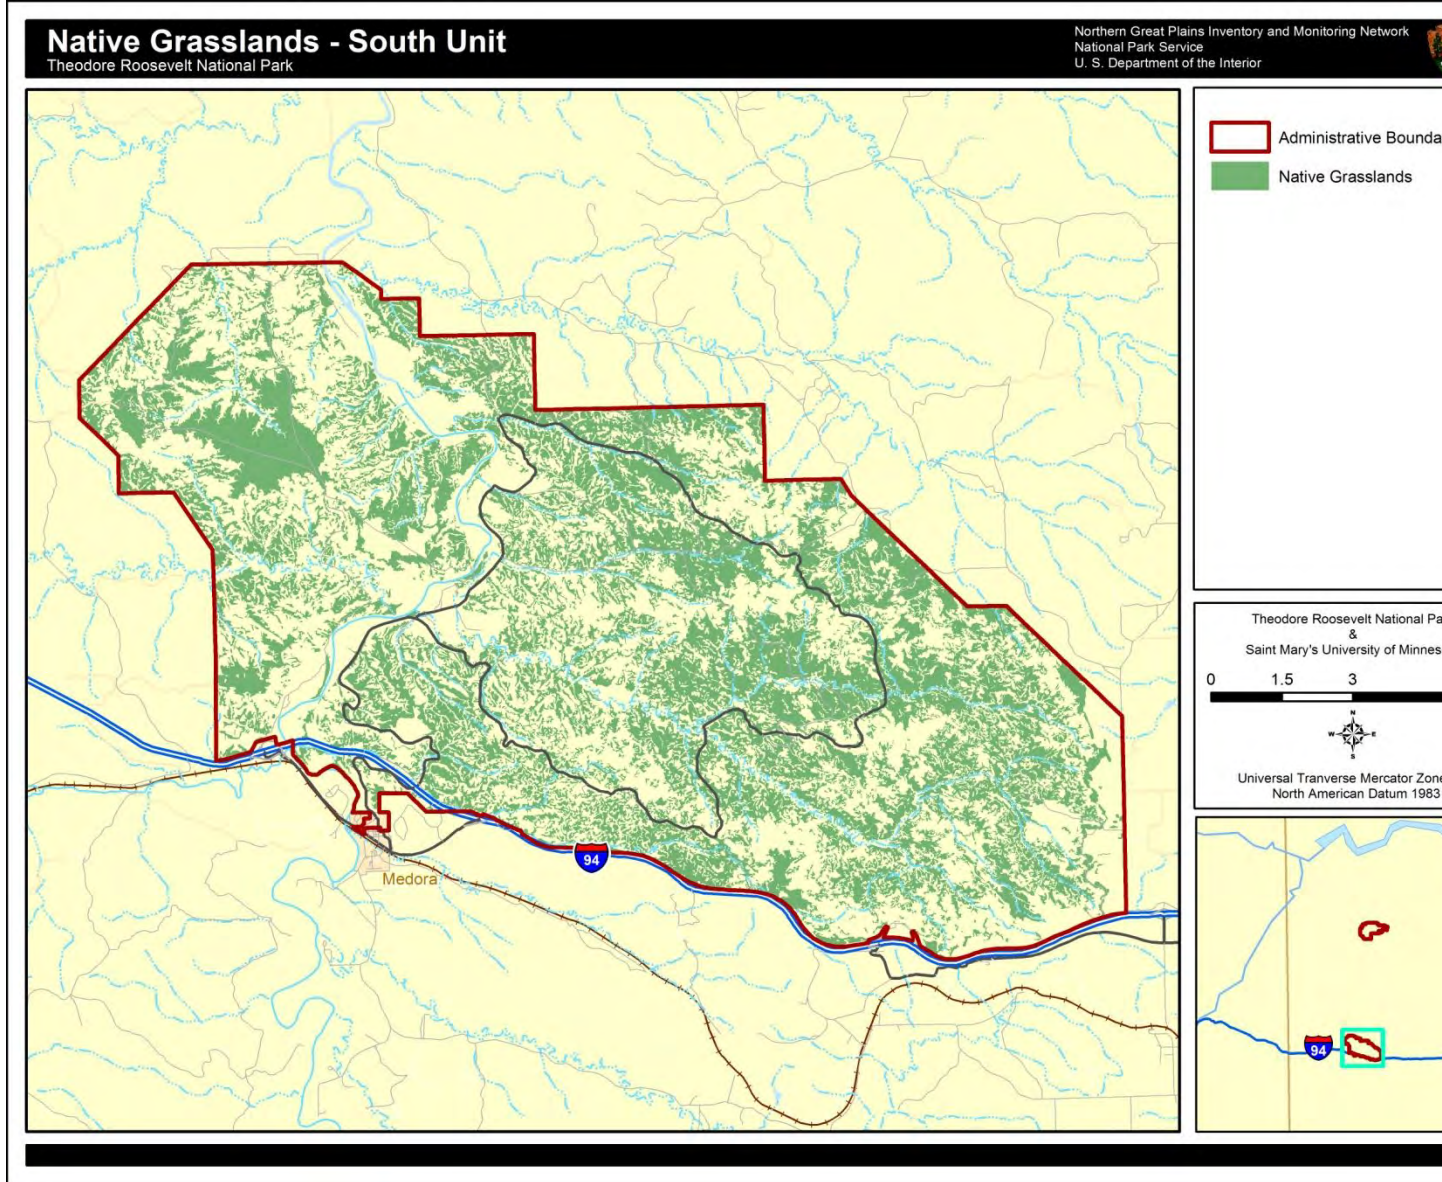 Native Grasslands - South Unit
Theodore Roosevelt National Park
Northern Great Plains Inventory and Monitoring Network
National Park Service
U. S. Department of the Interior
Administrative Bounda
Native Grasslands
Theodore Roosevelt National Pa
&
Saint Mary's University of Minnes
0 1.5 3
N
W E
S
Universal Tranverse Mercator Zone
North American Datum 1983
94
Medora
94